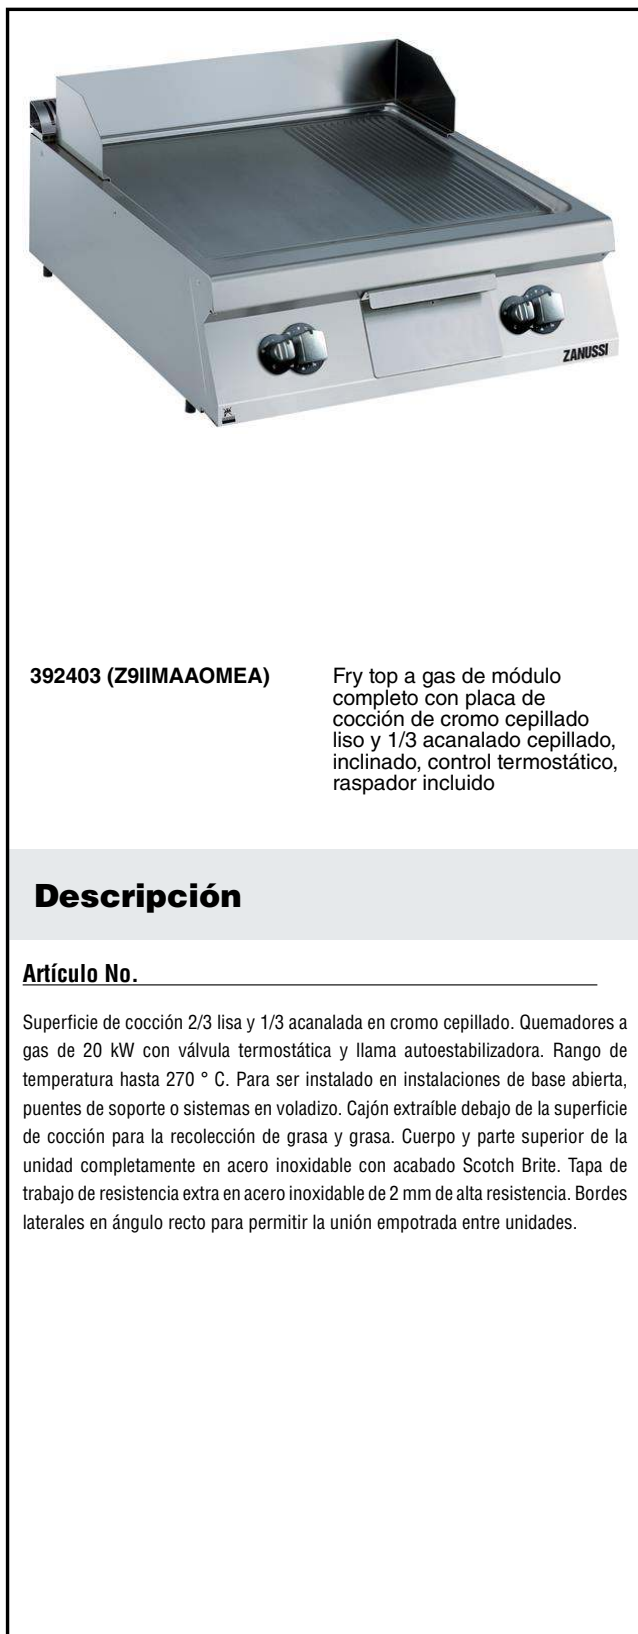 ZANUSSI
392403 (Z9IIMAAOMEA)
Fry top a gas de módulo
completo con placa de
cocción de cromo cepillado
liso y 1/3 acanalado cepillado,
inclinado, control termostático,
raspador incluido
Descripción
Artículo No.
Superficie de cocción 2/3 lisa y 1/3 acanalada en cromo cepillado. Quemadores a
gas de 20 kW con válvula termostática y llama autoestabilizadora. Rango de
temperatura hasta 270 ° C. Para ser instalado en instalaciones de base abierta,
puentes de soporte o sistemas en voladizo. Cajón extraíble debajo de la superficie
de cocción para la recolección de grasa y grasa. Cuerpo y parte superior de la
unidad completamente en acero inoxidable con acabado Scotch Brite. Tapa de
trabajo de resistencia extra en acero inoxidable de 2 mm de alta resistencia. Bordes
laterales en ángulo recto para permitir la unión empotrada entre unidades.